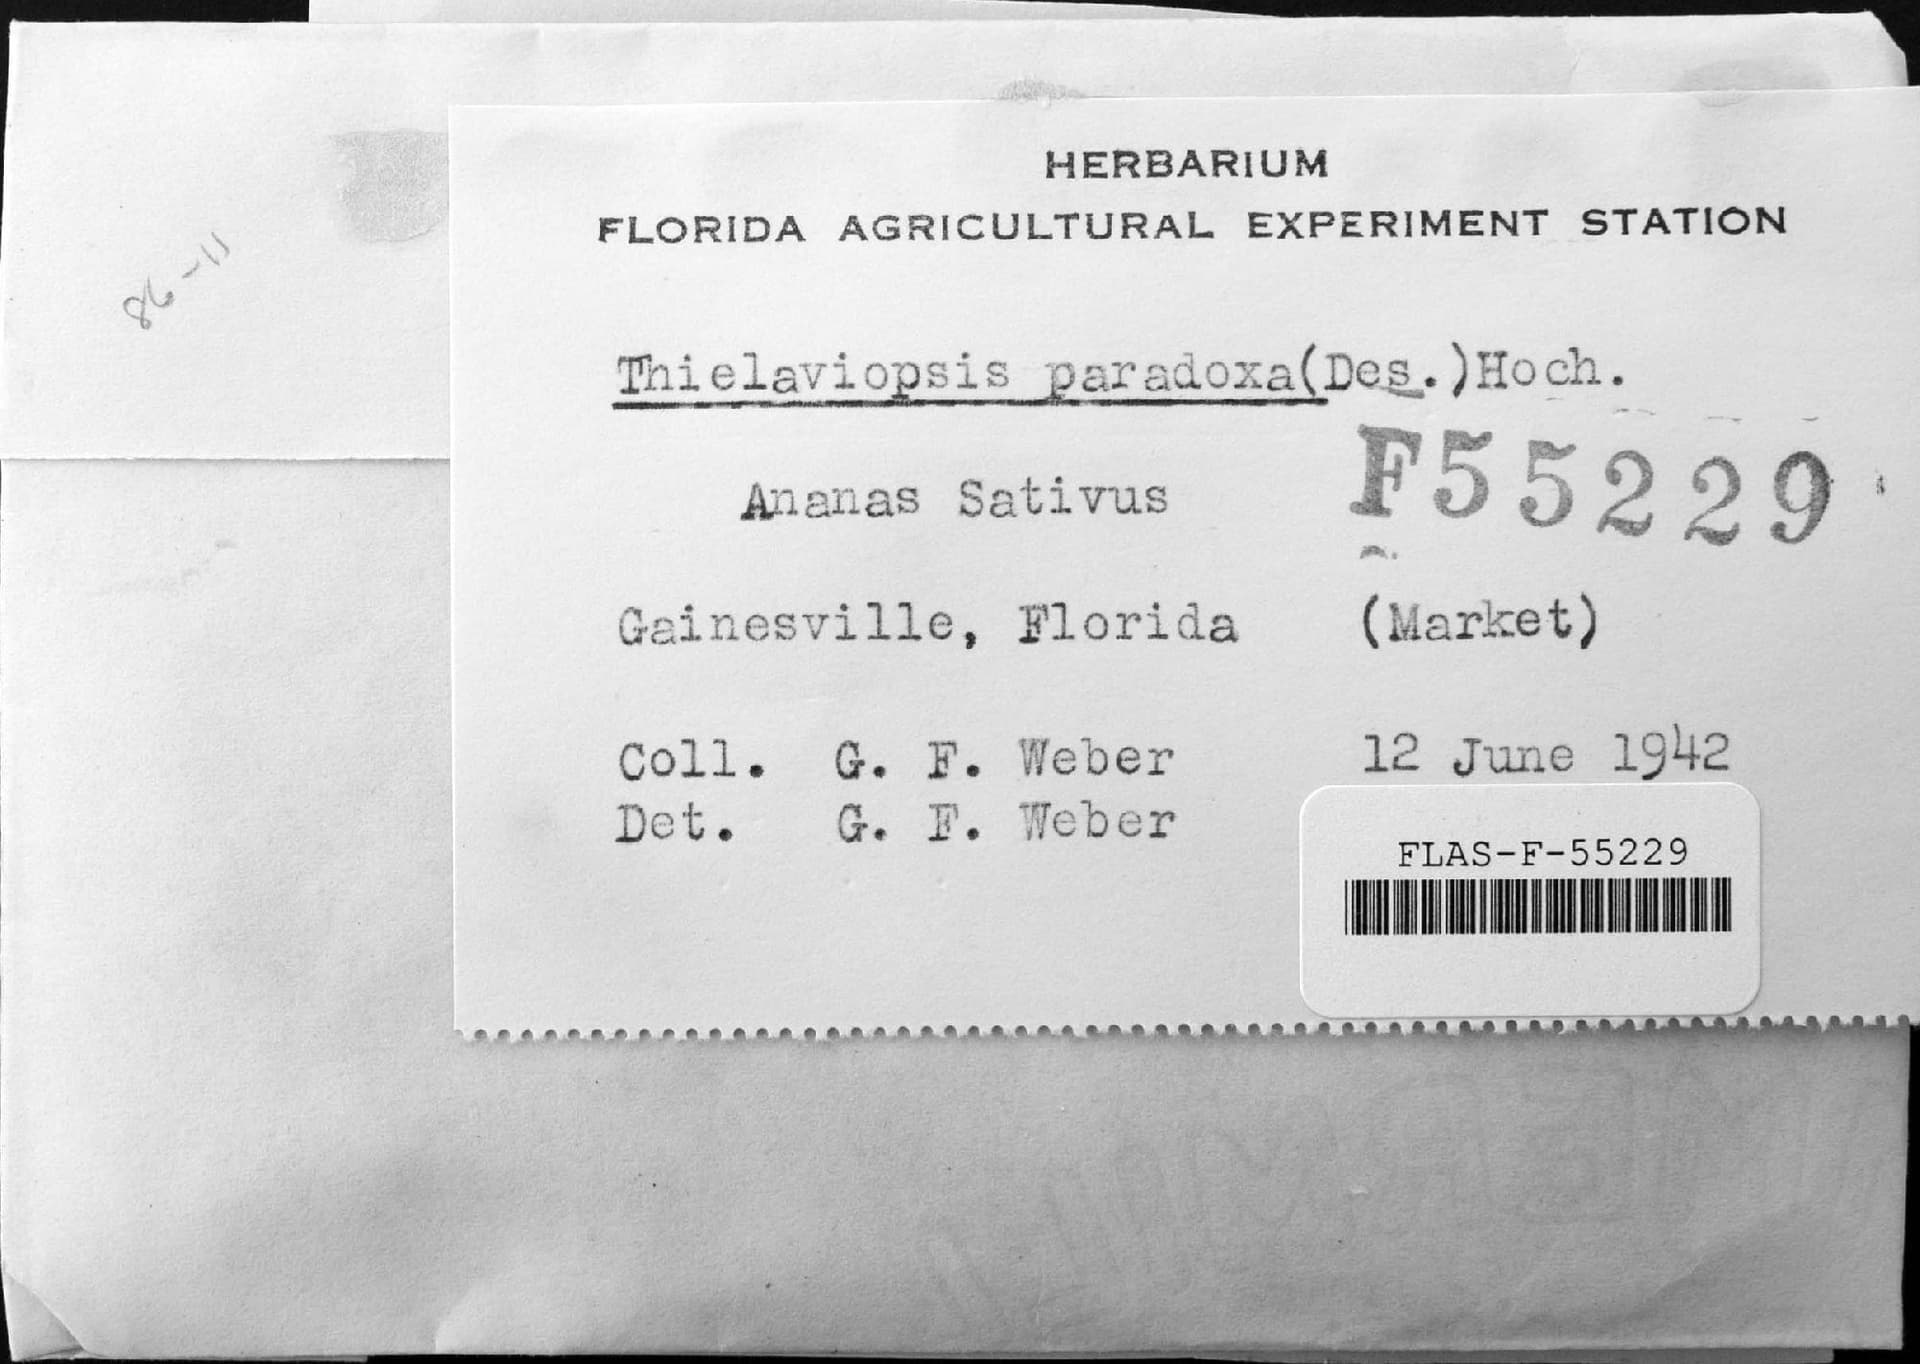 HERBARIUM
FLORIDA AGRICULTURAL EXPERIMENT STATION
Thielaviopsis paradoxa(Des.)Hoch.
F55229
Ananas Sativus
Gainesville, Florida (Market)
Coll. G. F. Weber 12 June 1942
Det. G. F. Weber
FLAS-F-55229
86-11